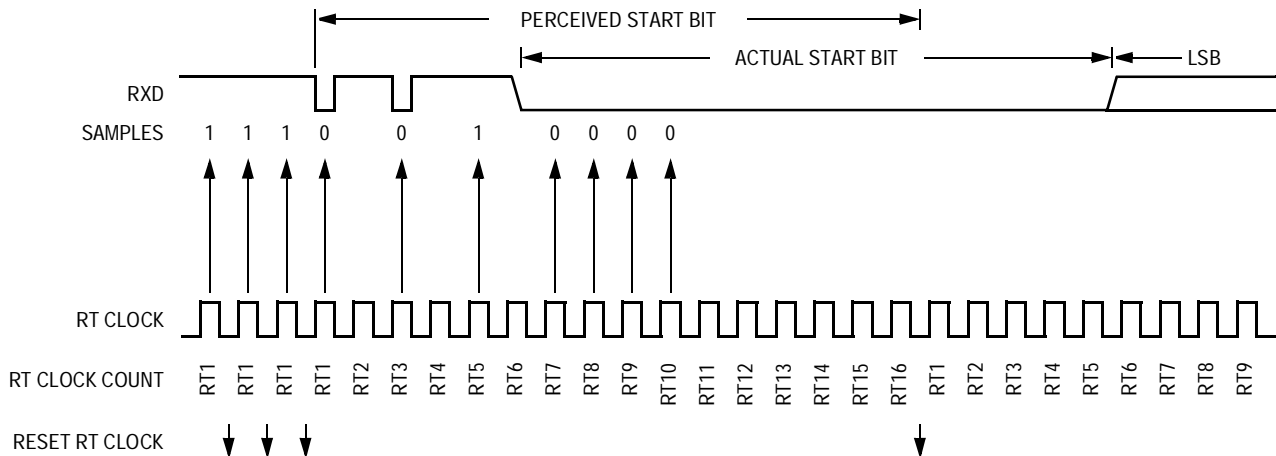 PERCEIVED START BIT
ACTUAL START BIT
LSB
RXD
SAMPLES 1 1 1 0 0 1 0 0 0 0
RT CLOCK
RT CLOCK COUNT RT1 RT1 RT1 RT1 RT2 RT3 RT4 RT5 RT6 RT7 RT8 RT9 RT10 RT11 RT12 RT13 RT14 RT15 RT16 RT1 RT2 RT3 RT4 RT5 RT6 RT7 RT8 RT9
RESET RT CLOCK